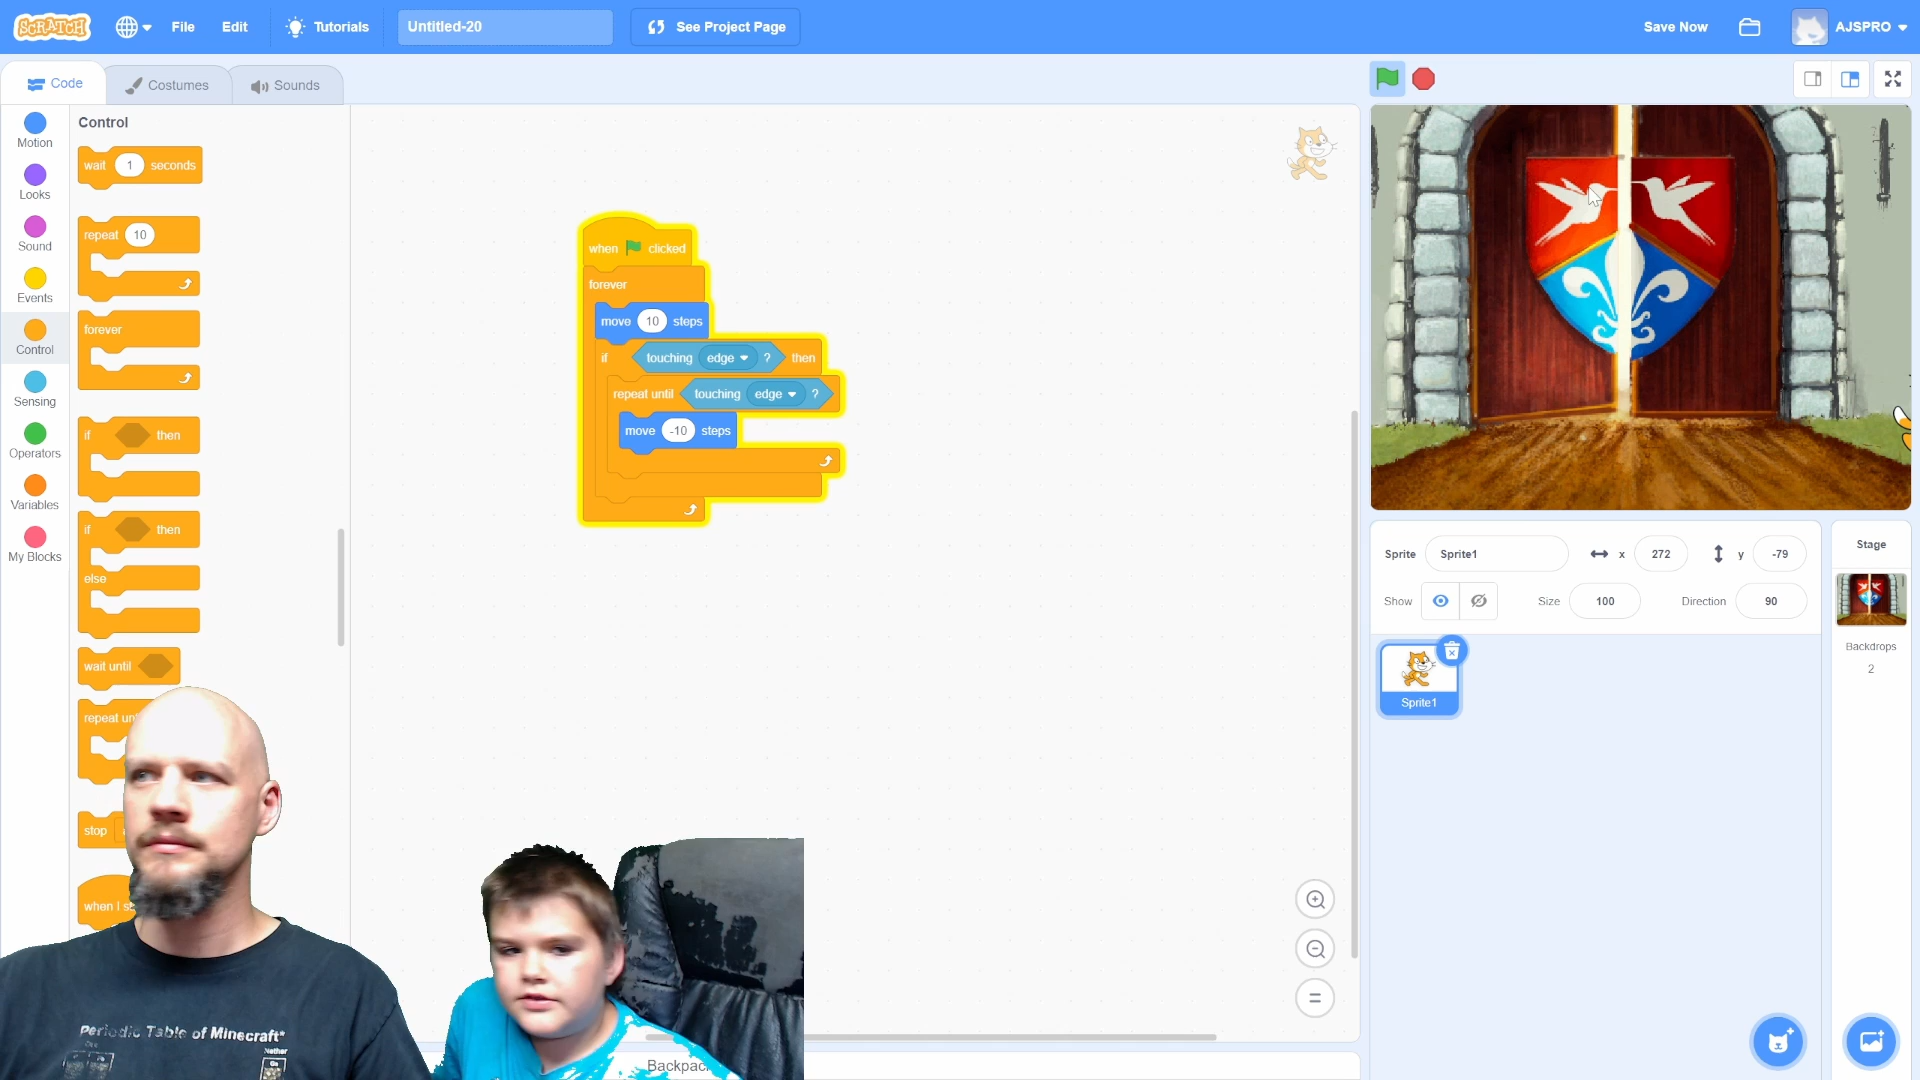 SCRATCH
File
Edit
Tutorials
Untitled-20
See Project Page
Save Now
AJSPRO
Code
Costumes
Sounds
Motion
Looks
Sound
Events
Control
Sensing
Operators
Variables
My Blocks
Control
wait 1 seconds
repeat 10
forever
if then
if then
else
wait until
repeat
stop
when I
when clicked
forever
move 10 steps
if touching edge ? then
repeat until touching edge ?
move -10 steps
Sprite Sprite1 x 272 y -79
Show Size 100 Direction 90
Sprite1
Stage
Backdrops
2
Periodic Table of Minecraft*
Nether